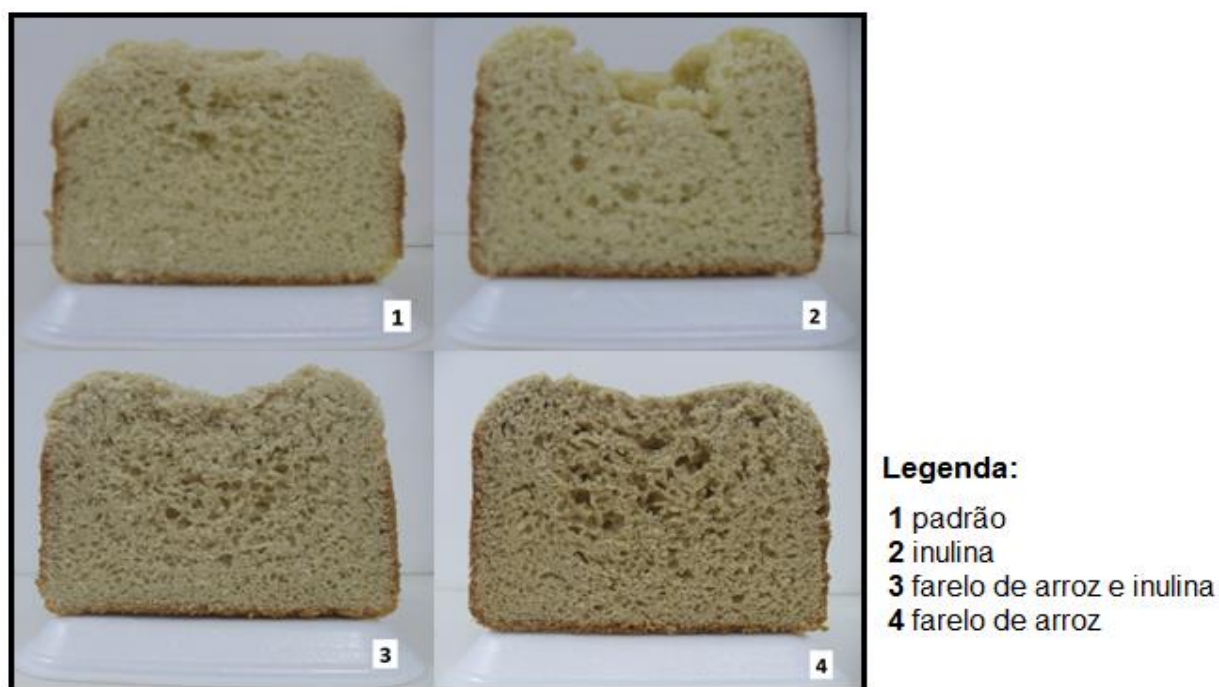 1
2
3
4
Legenda:
1 padrão
2 inulina
3 farelo de arroz e inulina
4 farelo de arroz